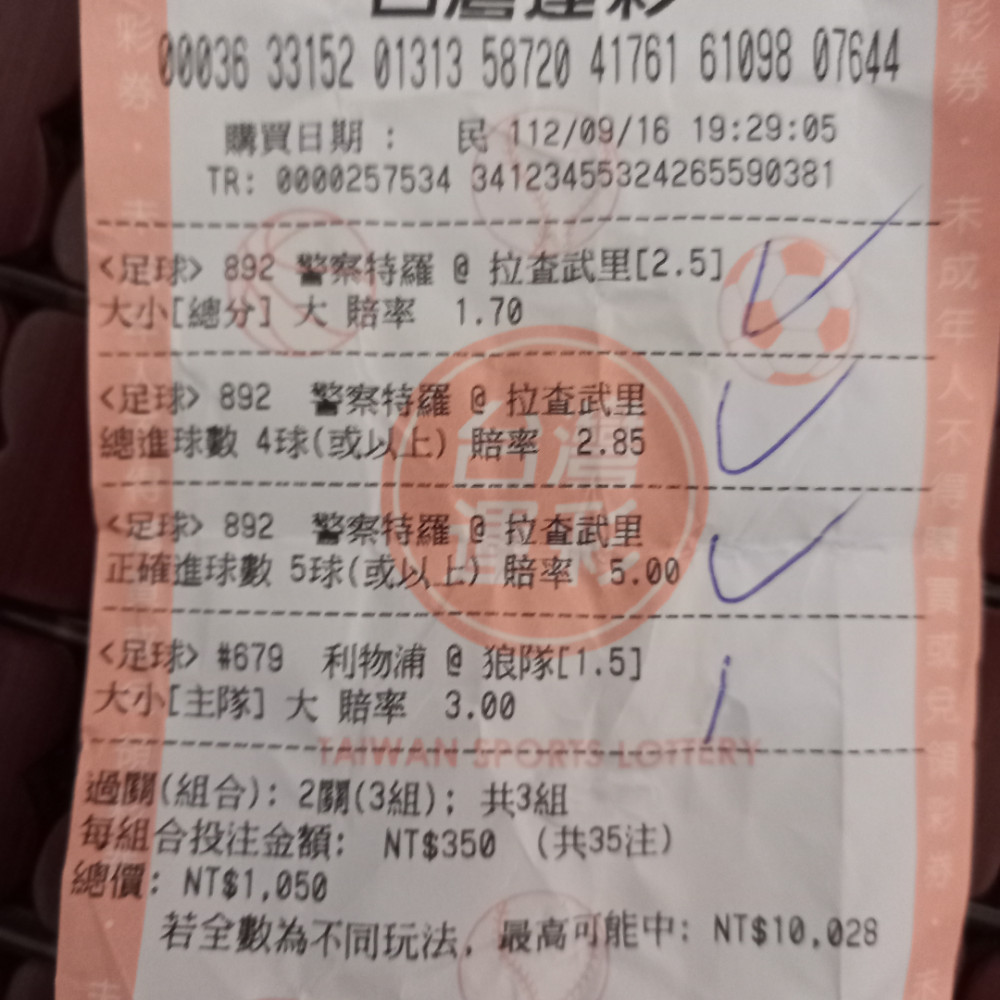 台灣運彩
00036 33152 01313 58720 41761 61098 07644
購買日期： 民 112/09/16 19:29:05
TR: 0000257534 34123455324265590381
<足球> 892 警察特羅 @ 拉查武里[2.5]
大小[總分] 大 賠率 1.70
<足球> 892 警察特羅 @ 拉查武里
總進球數 4球(或以上) 賠率 2.85
<足球> 892 警察特羅 @ 拉查武里
正確進球數 5球(或以上) 賠率 5.00
<足球> #679 利物浦 @ 狼隊[1.5]
大小[主隊] 大 賠率 3.00
台灣運彩
TAIWAN SPORTS LOTTERY
過關(組合): 2關(3組); 共3組
每組合投注金額: NT$350 (共35注)
總價: NT$1,050
若全數為不同玩法, 最高可能中: NT$10,028